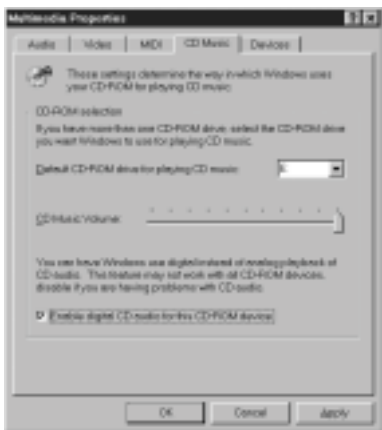 Multimedia Properties
Audio Video MIDI CD Music Devices
These settings determine the way in which Windows uses
your CD-ROM for playing CD music.
CD-ROM selection
If you have more than one CD-ROM drive, select the CD-ROM drive
you want Windows to use for playing CD music.
Default CD-ROM drive for playing CD music:
CD Music Volume:
You can have Windows use digital instead of analog playback of
CD audio. This feature may not work with all CD-ROM devices,
disable if you are having problems with CD audio.
Enable digital CD audio for this CD-ROM device.
OK Cancel Apply